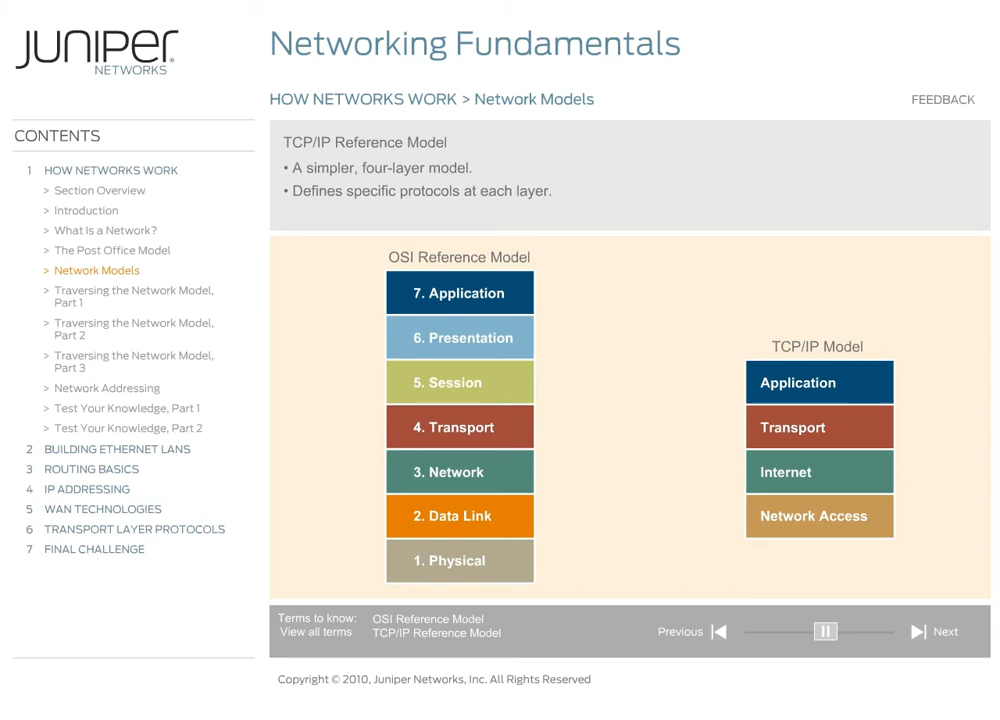 JUNIPER
NETWORKS
Networking Fundamentals
HOW NETWORKS WORK > Network Models
FEEDBACK
CONTENTS
1 HOW NETWORKS WORK
> Section Overview
> Introduction
> What Is a Network?
> The Post Office Model
> Network Models
> Traversing the Network Model,
Part 1
> Traversing the Network Model,
Part 2
> Traversing the Network Model,
Part 3
> Network Addressing
> Test Your Knowledge, Part 1
> Test Your Knowledge, Part 2
2 BUILDING ETHERNET LANS
3 ROUTING BASICS
4 IP ADDRESSING
5 WAN TECHNOLOGIES
6 TRANSPORT LAYER PROTOCOLS
7 FINAL CHALLENGE
TCP/IP Reference Model
• A simpler, four-layer model.
• Defines specific protocols at each layer.
OSI Reference Model
7. Application
6. Presentation
5. Session
4. Transport
3. Network
2. Data Link
1. Physical
TCP/IP Model
Application
Transport
Internet
Network Access
Terms to know:
View all terms
OSI Reference Model
TCP/IP Reference Model
Previous
Next
Copyright © 2010, Juniper Networks, Inc. All Rights Reserved